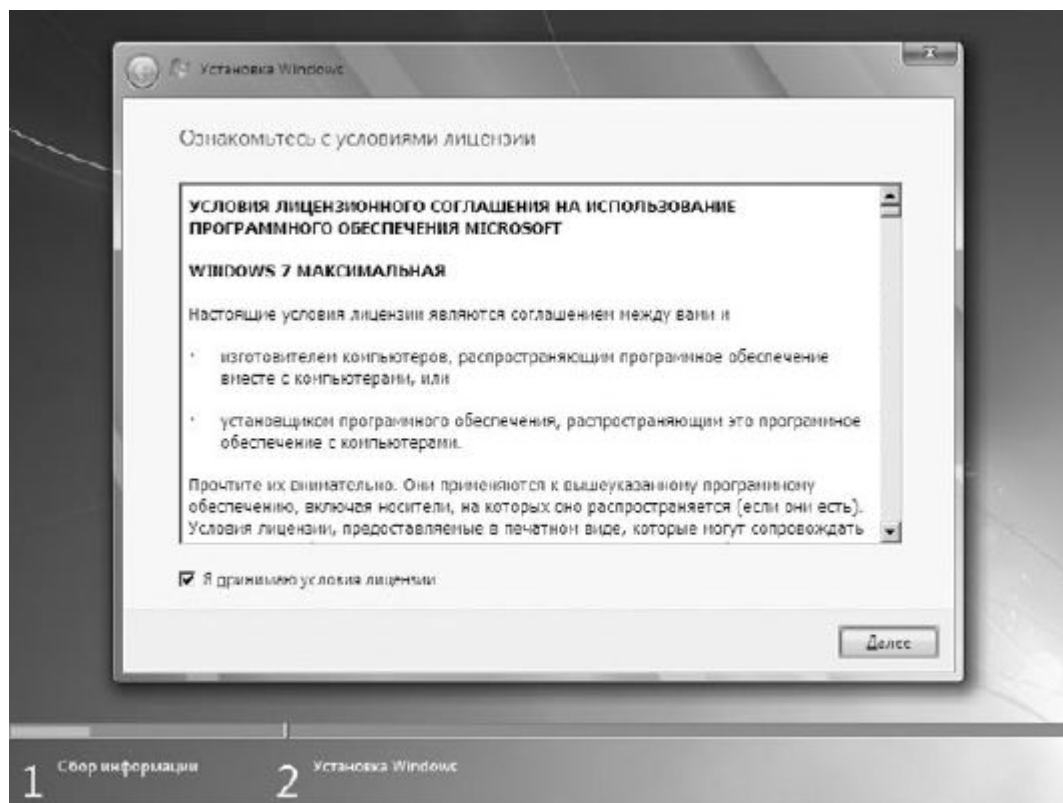 Установка Windows
Ознакомьтесь с условиями лицензии
УСЛОВИЯ ЛИЦЕНЗИОННОГО СОГЛАШЕНИЯ НА ИСПОЛЬЗОВАНИЕ
ПРОГРАММНОГО ОБЕСПЕЧЕНИЯ MICROSOFT
WINDOWS 7 МАКСИМАЛЬНАЯ
Настоящие условия лицензии являются соглашением между вами и
· изготовителем компьютеров, распространяющим программное обеспечение
вместе с компьютерами, или
· установщиком программного обеспечения, распространяющим это программное
обеспечение с компьютерами.
Прочтите их внимательно. Они применяются к вышеуказанному программному
обеспечению, включая носители, на которых оно распространяется (если они есть).
Условия лицензии, предоставляемые в печатном виде, которые могут сопровождать
Я принимаю условия лицензии
Далее
1 Сбор информации
2 Установка Windows